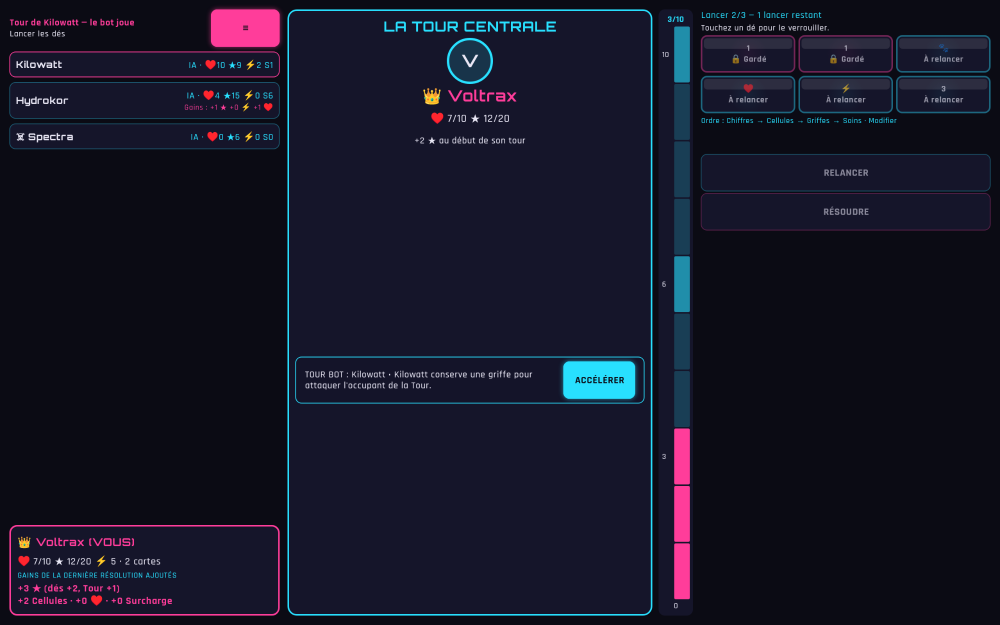 Tour de Kilowatt — le bot joue
Lancer les dés
≡
Kilowatt
IA · ❤️10 ★9 ⚡2 S1
Hydrokor
IA · ❤️4 ★15 ⚡0 S6
Gains : +1 ★ +0 ⚡ +1 ❤️
☠ Spectra
IA · ❤️0 ★6 ⚡0 S0
👑 Voltrax (VOUS)
❤️ 7/10 ★ 12/20 ⚡ 5 · 2 cartes
GAINS DE LA DERNIÈRE RÉSOLUTION AJOUTÉS
+3 ★ (dés +2, Tour +1)
+2 Cellules · +0 ❤️ · +0 Surcharge
LA TOUR CENTRALE
V
👑 Voltrax
❤️ 7/10 ★ 12/20
+2 ★ au début de son tour
TOUR BOT : Kilowatt • Kilowatt conserve une griffe pour
attaquer l'occupant de la Tour.
ACCÉLÉRER
3/10
10
6
3
0
Lancer 2/3 — 1 lancer restant
Touchez un dé pour le verrouiller.
1
🔒 Gardé
1
🔒 Gardé
🐾
À relancer
❤️
À relancer
⚡
À relancer
3
À relancer
Ordre : Chiffres → Cellules → Griffes → Soins · Modifier
RELANCER
RÉSOUDRE